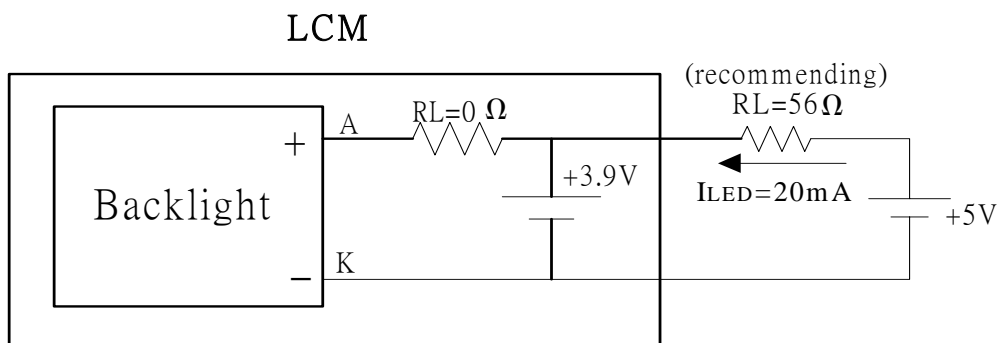 LCM
(recommending)
RL=56Ω
RL=0 Ω
A
+
+3.9V
ILED=20mA
Backlight
+5V
K
−